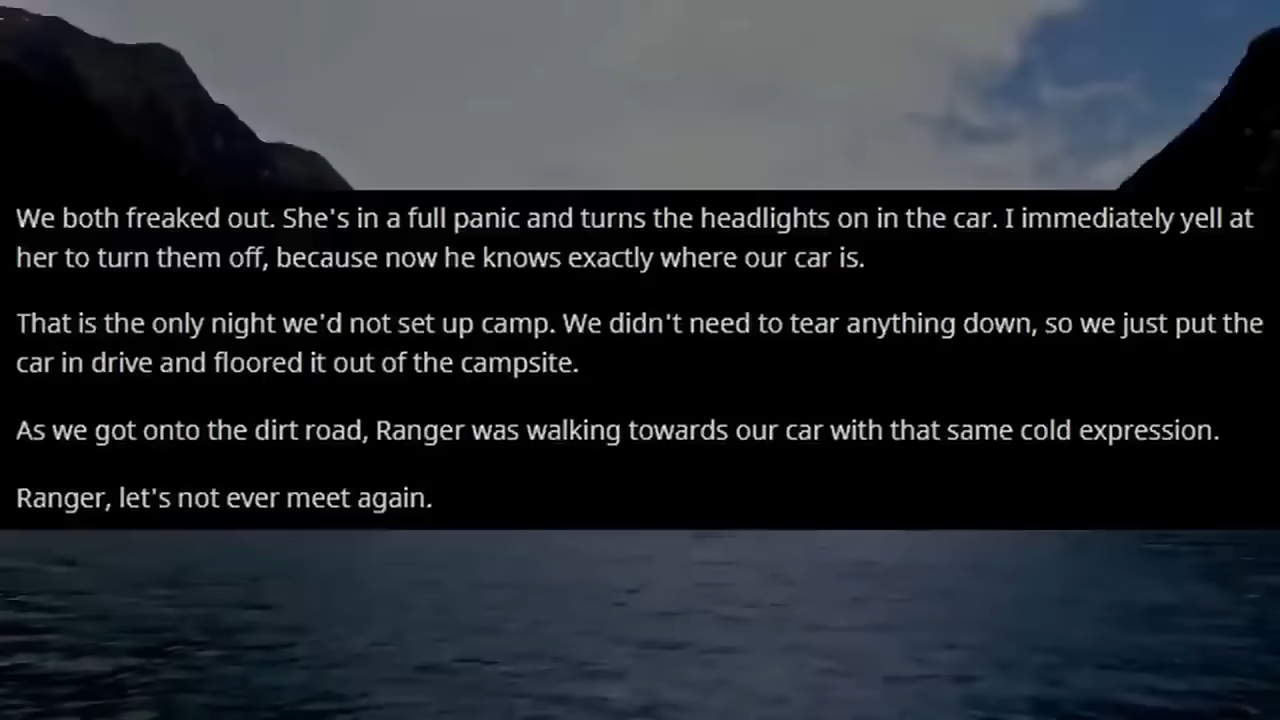 We both freaked out. She's in a full panic and turns the headlights on in the car. I immediately yell at
her to turn them off, because now he knows exactly where our car is.
That is the only night we'd not set up camp. We didn't need to tear anything down, so we just put the
car in drive and floored it out of the campsite.
As we got onto the dirt road, Ranger was walking towards our car with that same cold expression.
Ranger, let's not ever meet again.